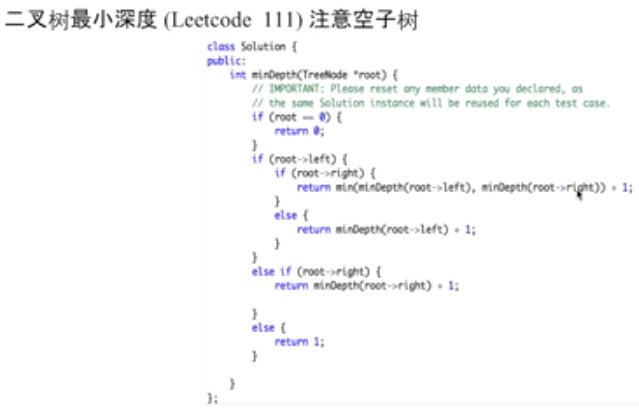 二叉树最小深度 (Leetcode 111) 注意空子树
class Solution {
public:
    int minDepth(TreeNode *root) {
        // IMPORTANT: Please reset any member data you declared, as
        // the same Solution instance will be reused for each test case.
        if (root == 0) {
            return 0;
        }
        if (root->left) {
            if (root->right) {
                return min(minDepth(root->left), minDepth(root->right)) + 1;
            }
            else {
                return minDepth(root->left) + 1;
            }
        }
        else if (root->right) {
            return minDepth(root->right) + 1;
        }
        else {
            return 1;
        }
    }
};